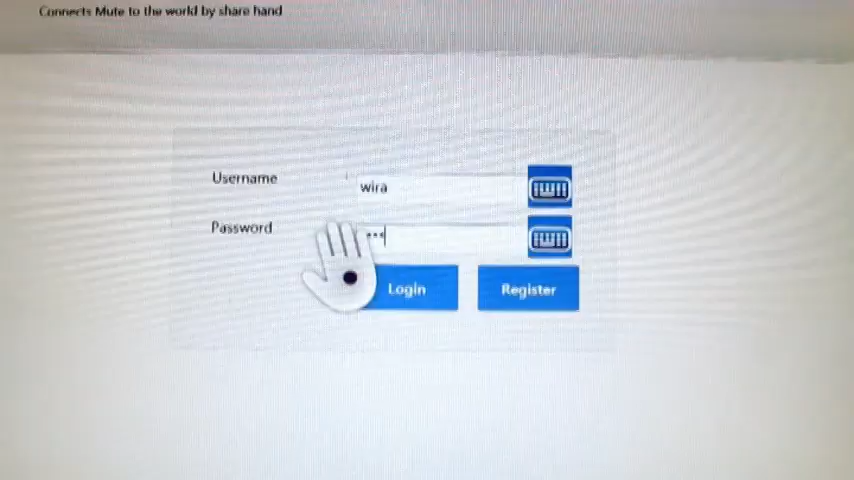 Connects Mute to the world by share hand
Username
wira
Password
Login
Register